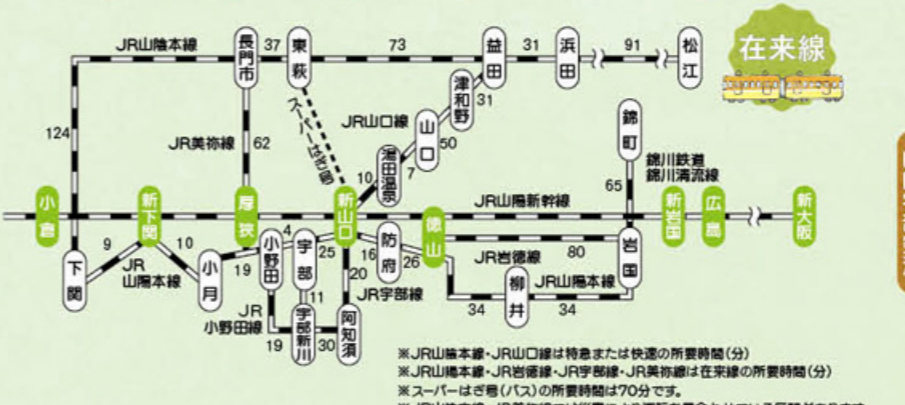 在来線
JR山陰本線
長門市
37
東萩
73
益田
31
浜田
91
松江
津和野
31
JR山口線
山口
50
錦町
124
JR美祢線
62
スーパーはぎ号
湯田温泉
7
10
錦川鉄道
錦川清流線
65
小倉
新下関
厚狭
新山口
徳山
JR山陽新幹線
新岩国
広島
新大阪
9
10
19
小野田
4
宇部
25
16
防府
26
80
岩国
下関
JR
山陽本線
小月
20
JR岩徳線
JR宇部線
柳井
JR山陽本線
11
34
34
JR
小野田線
19
宇部新川
30
阿知須
※JR山陰本線・JR山口線は特急または快速の所要時間(分)
※JR山陽本線・JR岩徳線・JR宇部線・JR美祢線は在来線の所要時間(分)
※スーパーはぎ号(バス)の所要時間は70分です。